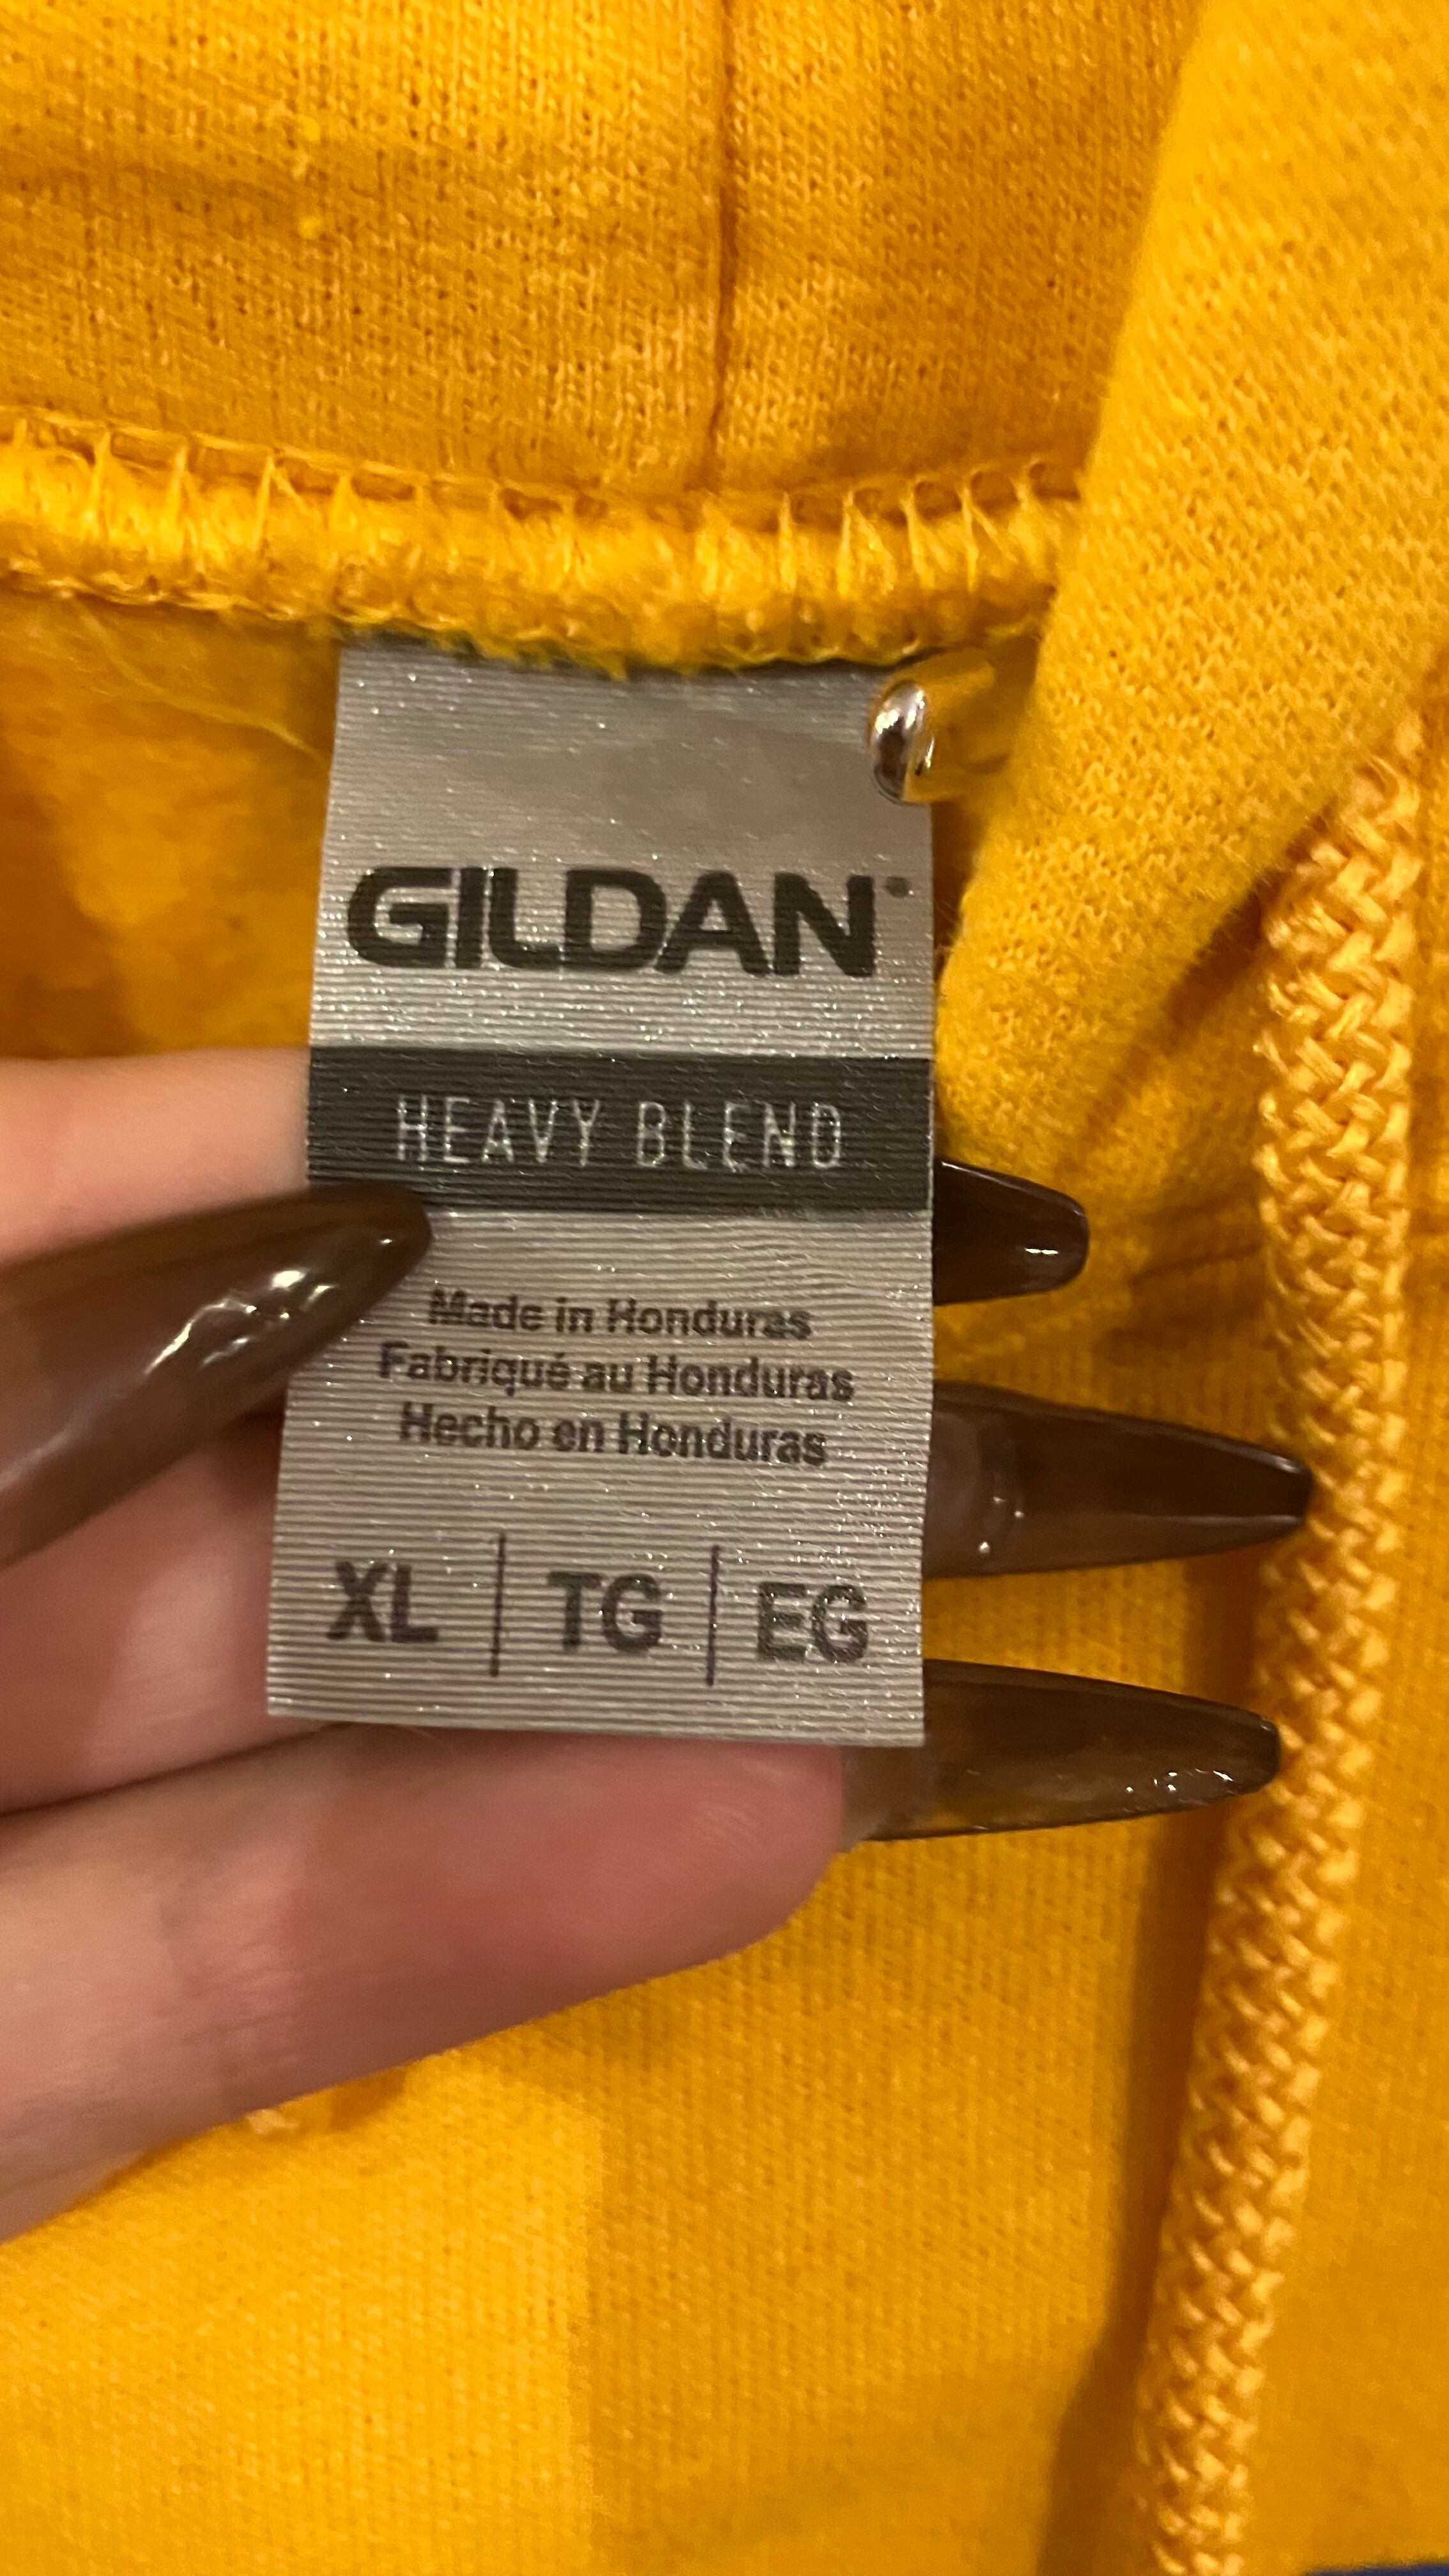 GILDAN®
HEAVY BLEND
Made in Honduras
Fabriqué au Honduras
Hecho en Honduras
XL | TG | EG